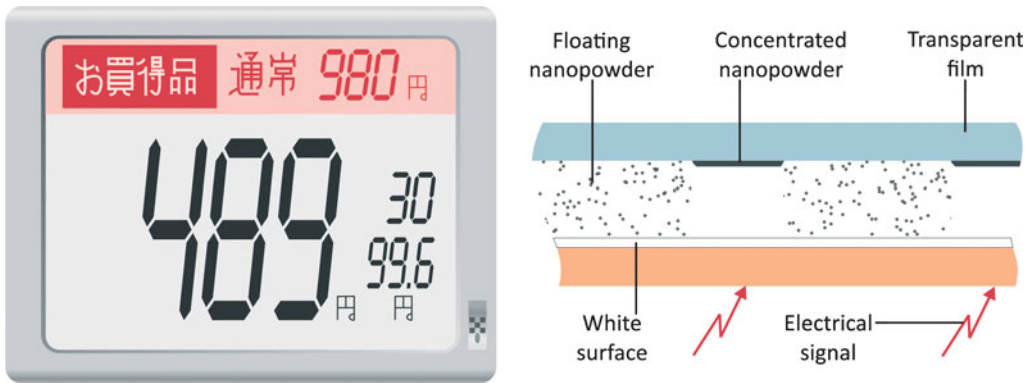 お買得品 通常 980 円
489 円
30
99.6 円
Floating nanopowder
Concentrated nanopowder
Transparent film
White surface
Electrical signal